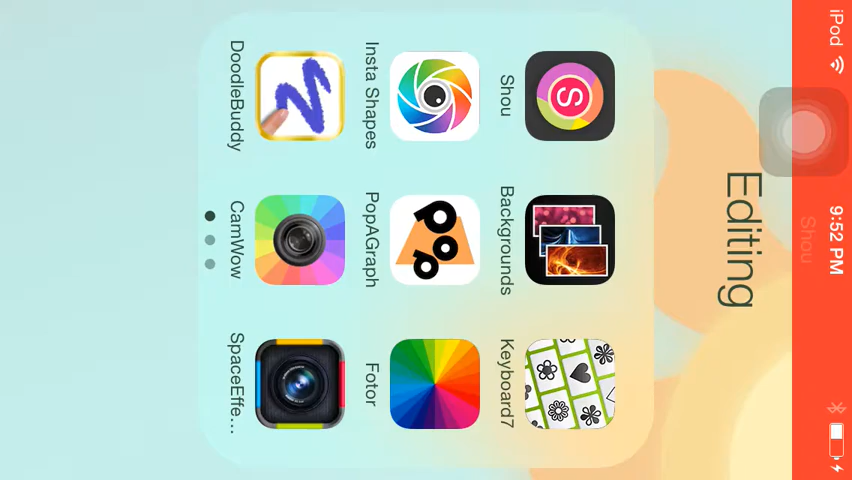 iPod 9:52 PM
Shou
Editing
Shou Backgrounds Keyboard7
Insta Shapes PopAGraph Fotor
DoodleBuddy CamWow SpaceEffe...